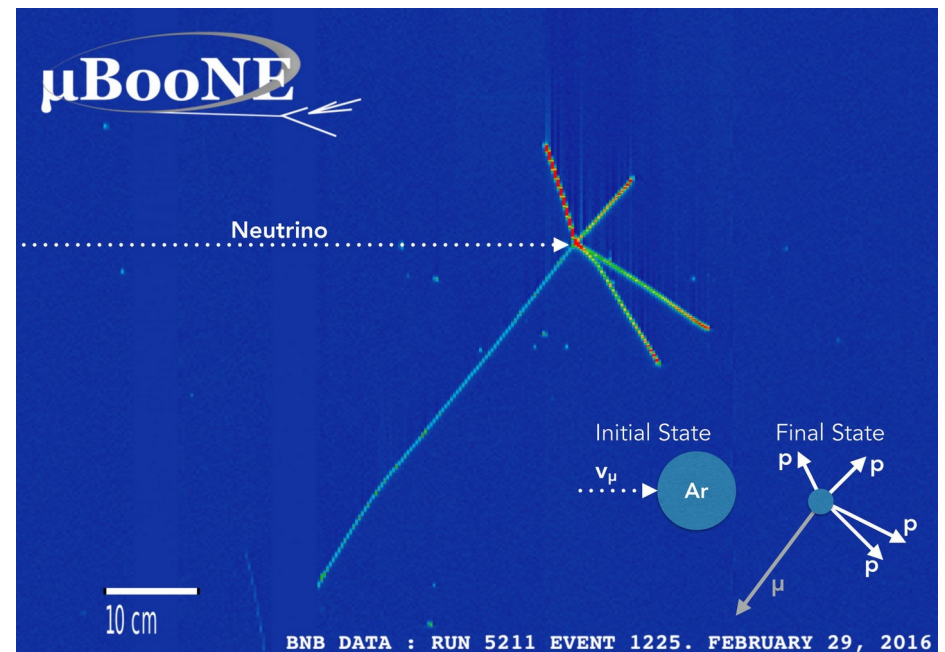 µBooNE
Neutrino
Initial State
Final State
νμ
Ar
p
p
p
p
μ
10 cm
BNB DATA : RUN 5211 EVENT 1225. FEBRUARY 29, 2016